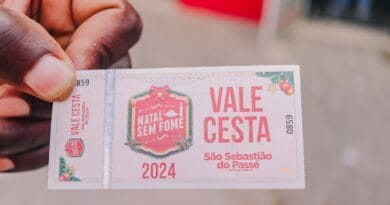 0859
VALE
CESTA
NATAL
SEM FOME
2024
VALE
CESTA
São Sebastião
do Passé
0859